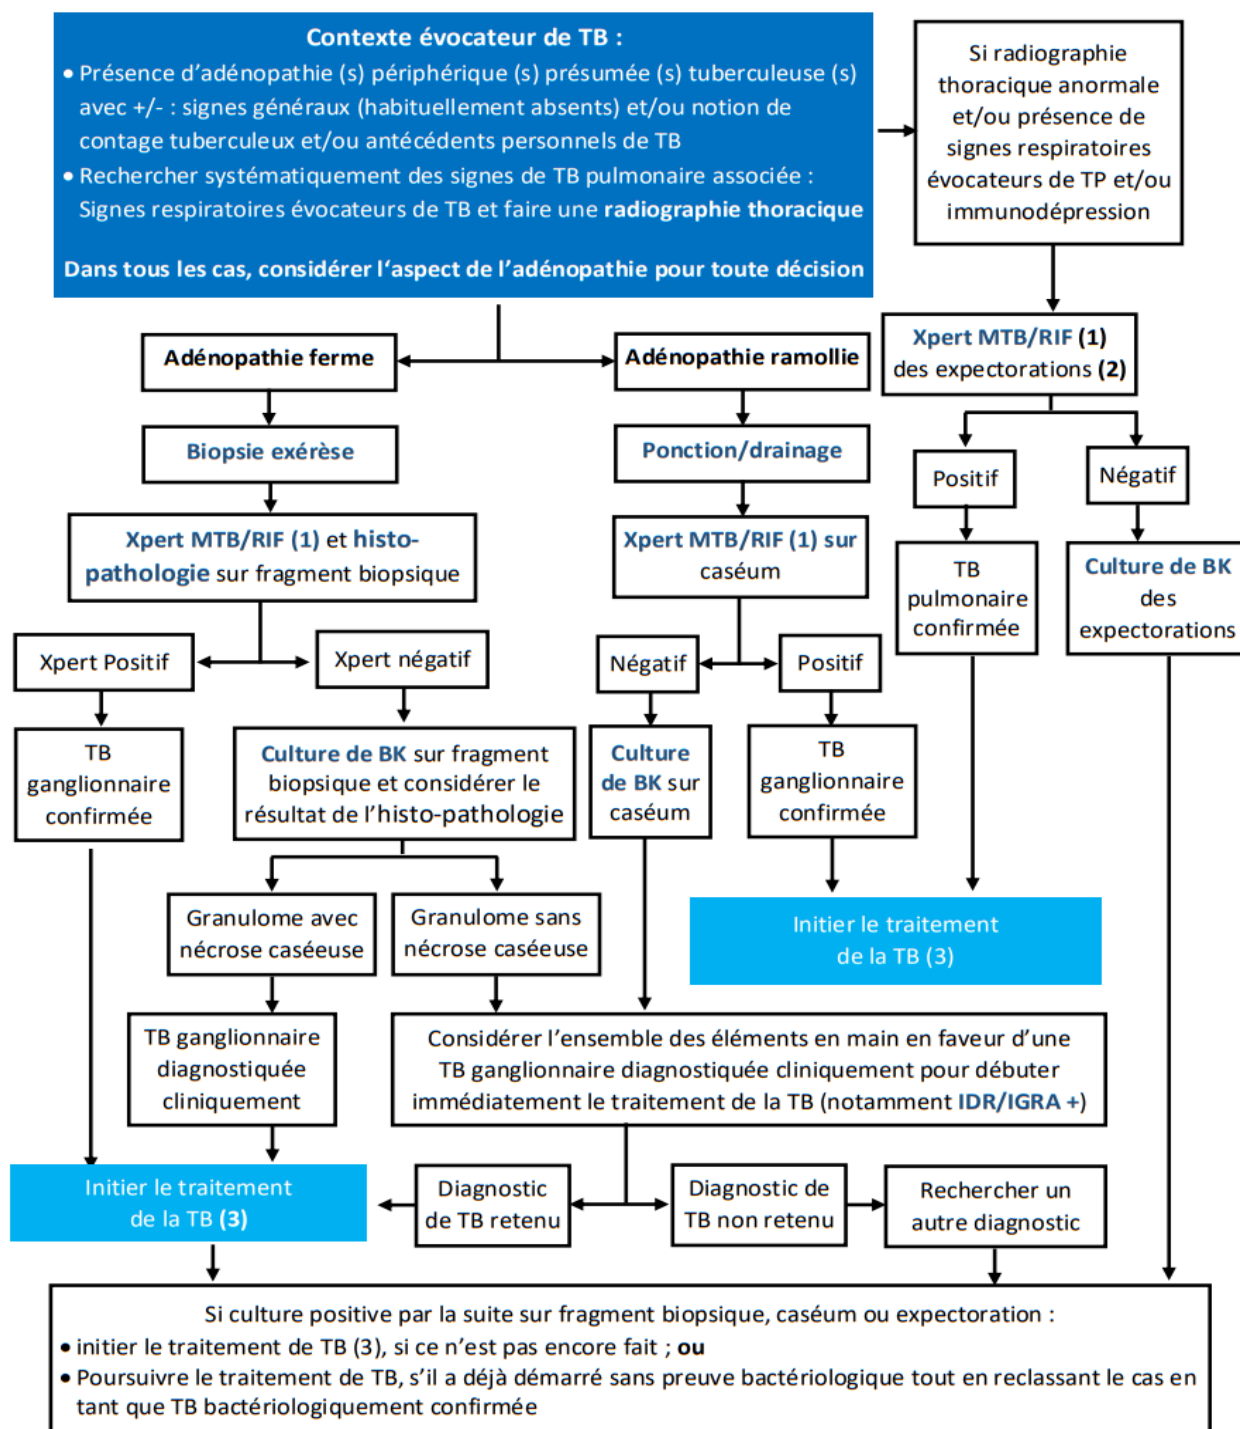 Contexte évocateur de TB :
• Présence d'adénopathie (s) périphérique (s) présumée (s) tuberculeuse (s)
avec +/- : signes généraux (habituellement absents) et/ou notion de
contage tuberculeux et/ou antécédents personnels de TB
• Rechercher systématiquement des signes de TB pulmonaire associée :
Signes respiratoires évocateurs de TB et faire une radiographie thoracique
Dans tous les cas, considérer l'aspect de l'adénopathie pour toute décision
Si radiographie
thoracique anormale
et/ou présence de
signes respiratoires
évocateurs de TP et/ou
immunodépression
Adénopathie ferme
Adénopathie ramollie
Xpert MTB/RIF (1)
des expectorations (2)
Biopsie exérèse
Ponction/drainage
Positif
Négatif
Xpert MTB/RIF (1) et histo-
pathologie sur fragment biopsique
Xpert MTB/RIF (1) sur
caséum
TB
pulmonaire
confirmée
Culture de BK
des
expectorations
Xpert Positif
Xpert négatif
Négatif
Positif
TB
ganglionnaire
confirmée
Culture de BK sur fragment
biopsique et considérer le
résultat de l'histo-pathologie
Culture
de BK sur
caséum
TB
ganglionnaire
confirmée
Granulome avec
nécrose caséeuse
Granulome sans
nécrose caséeuse
Initier le traitement
de la TB (3)
TB ganglionnaire
diagnostiquée
cliniquement
Considérer l'ensemble des éléments en main en faveur d'une
TB ganglionnaire diagnostiquée cliniquement pour débuter
immédiatement le traitement de la TB (notamment IDR/IGRA +)
Initier le traitement
de la TB (3)
Diagnostic
de TB retenu
Diagnostic de
TB non retenu
Rechercher un
autre diagnostic
Si culture positive par la suite sur fragment biopsique, caséum ou expectoration :
• initier le traitement de TB (3), si ce n'est pas encore fait ; ou
• Poursuivre le traitement de TB, s'il a déjà démarré sans preuve bactériologique tout en reclassant le cas en
tant que TB bactériologiquement confirmée